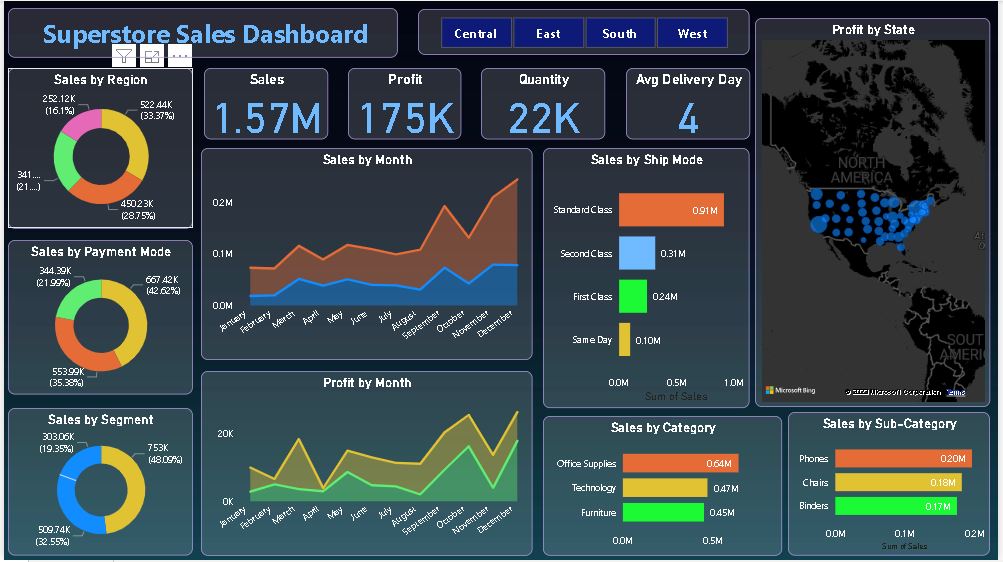 Superstore Sales Dashboard
Central
East
South
West
Sales by Region
252.12K
(16.1%)
522.44K
(33.37%)
341....
(21....)
450.23K
(28.75%)
Sales
1.57M
Profit
175K
Quantity
22K
Avg Delivery Day
4
Profit by State
NORTH
AMERICA
SOUT
AMERI
Microsoft Bing
Microsoft Corporation
Terms
Sales by Payment Mode
344.39K
(21.99%)
667.42K
(42.62%)
553.99K
(35.38%)
Sales by Month
0.2M
0.1M
0.0M
January
February
March
April
May
June
July
August
September
October
November
December
Sales by Ship Mode
Standard Class
0.91M
Second Class
0.31M
First Class
0.24M
Same Day
0.10M
0.0M
0.5M
1.0M
Sum of Sales
Sales by Segment
303.06K
(19.35%)
753K
(48.09%)
509.74K
(32.55%)
Profit by Month
20K
0K
January
February
March
April
May
June
July
August
September
October
November
December
Sales by Category
Office Supplies
0.64M
Technology
0.47M
Furniture
0.45M
0.0M
0.5M
Sales by Sub-Category
Phones
0.20M
Chairs
0.18M
Binders
0.17M
0.0M
0.1M
0.2M
Sum of Sales